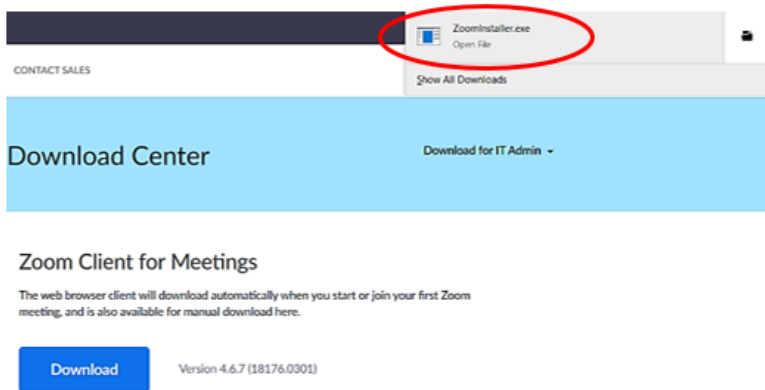 ZoomInstaller.exe
Open File
CONTACT SALES
Show All Downloads
Download Center
Download for IT Admin
Zoom Client for Meetings
The web browser client will download automatically when you start or join your first Zoom
meeting, and is also available for manual download here.
Download
Version 4.6.7 (18176.0301)